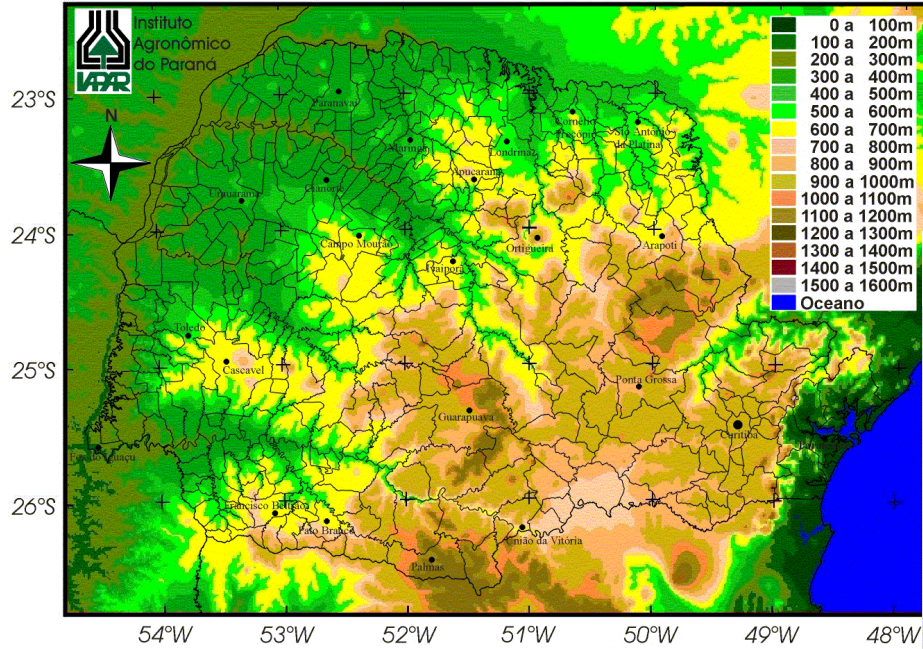 Instituto
Agronômico
do Paraná
IAPAR
N
23°S
24°S
25°S
26°S
54°W
53°W
52°W
51°W
50°W
49°W
48°W
0 a 100m
100 a 200m
200 a 300m
300 a 400m
400 a 500m
500 a 600m
600 a 700m
700 a 800m
800 a 900m
900 a 1000m
1000 a 1100m
1100 a 1200m
1200 a 1300m
1300 a 1400m
1400 a 1500m
1500 a 1600m
Oceano
Paranavaí
Maringá
Londrina
Cornélio
Procópio
Sto Antônio
da Platina
Apucarana
Umuarama
Cianorte
Campo Mourão
Ivaiporã
Ortigueira
Arapoti
Toledo
Cascavel
Guarapuava
Ponta Grossa
Curitiba
Foz do Iguaçu
Francisco Beltrão
Pato Branco
Palmas
União da Vitória